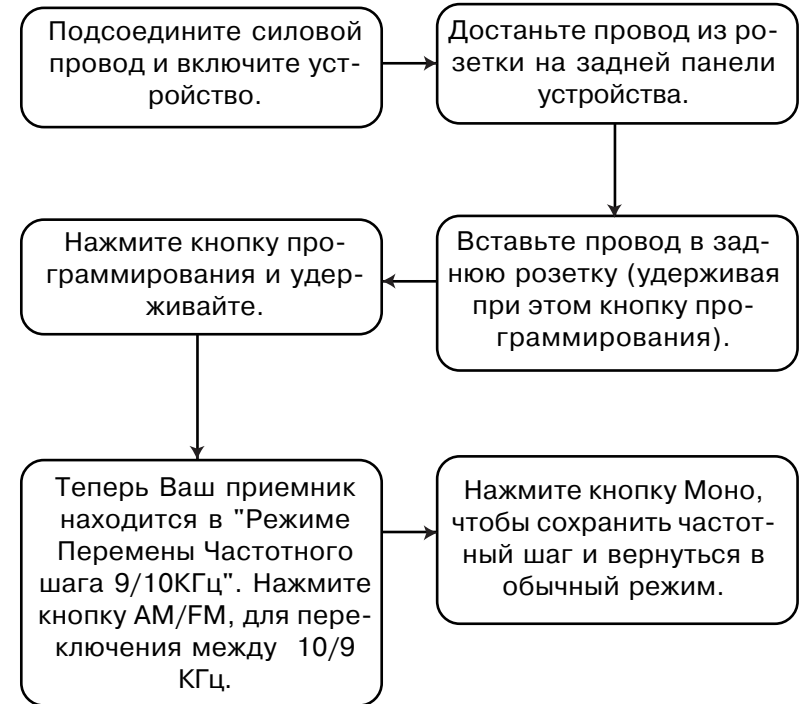 Подсоедините силовой
провод и включите уст-
ройство.
Достаньте провод из ро-
зетки на задней панели
устройства.
Вставьте провод в зад-
нюю розетку (удерживая
при этом кнопку про-
граммирования).
Нажмите кнопку про-
граммирования и удер-
живайте.
Теперь Ваш приемник
находится в "Режиме
Перемены Частотного
шага 9/10КГц". Нажмите
кнопку AM/FM, для пере-
ключения между 10/9
КГц.
Нажмите кнопку Моно,
чтобы сохранить частот-
ный шаг и вернуться в
обычный режим.